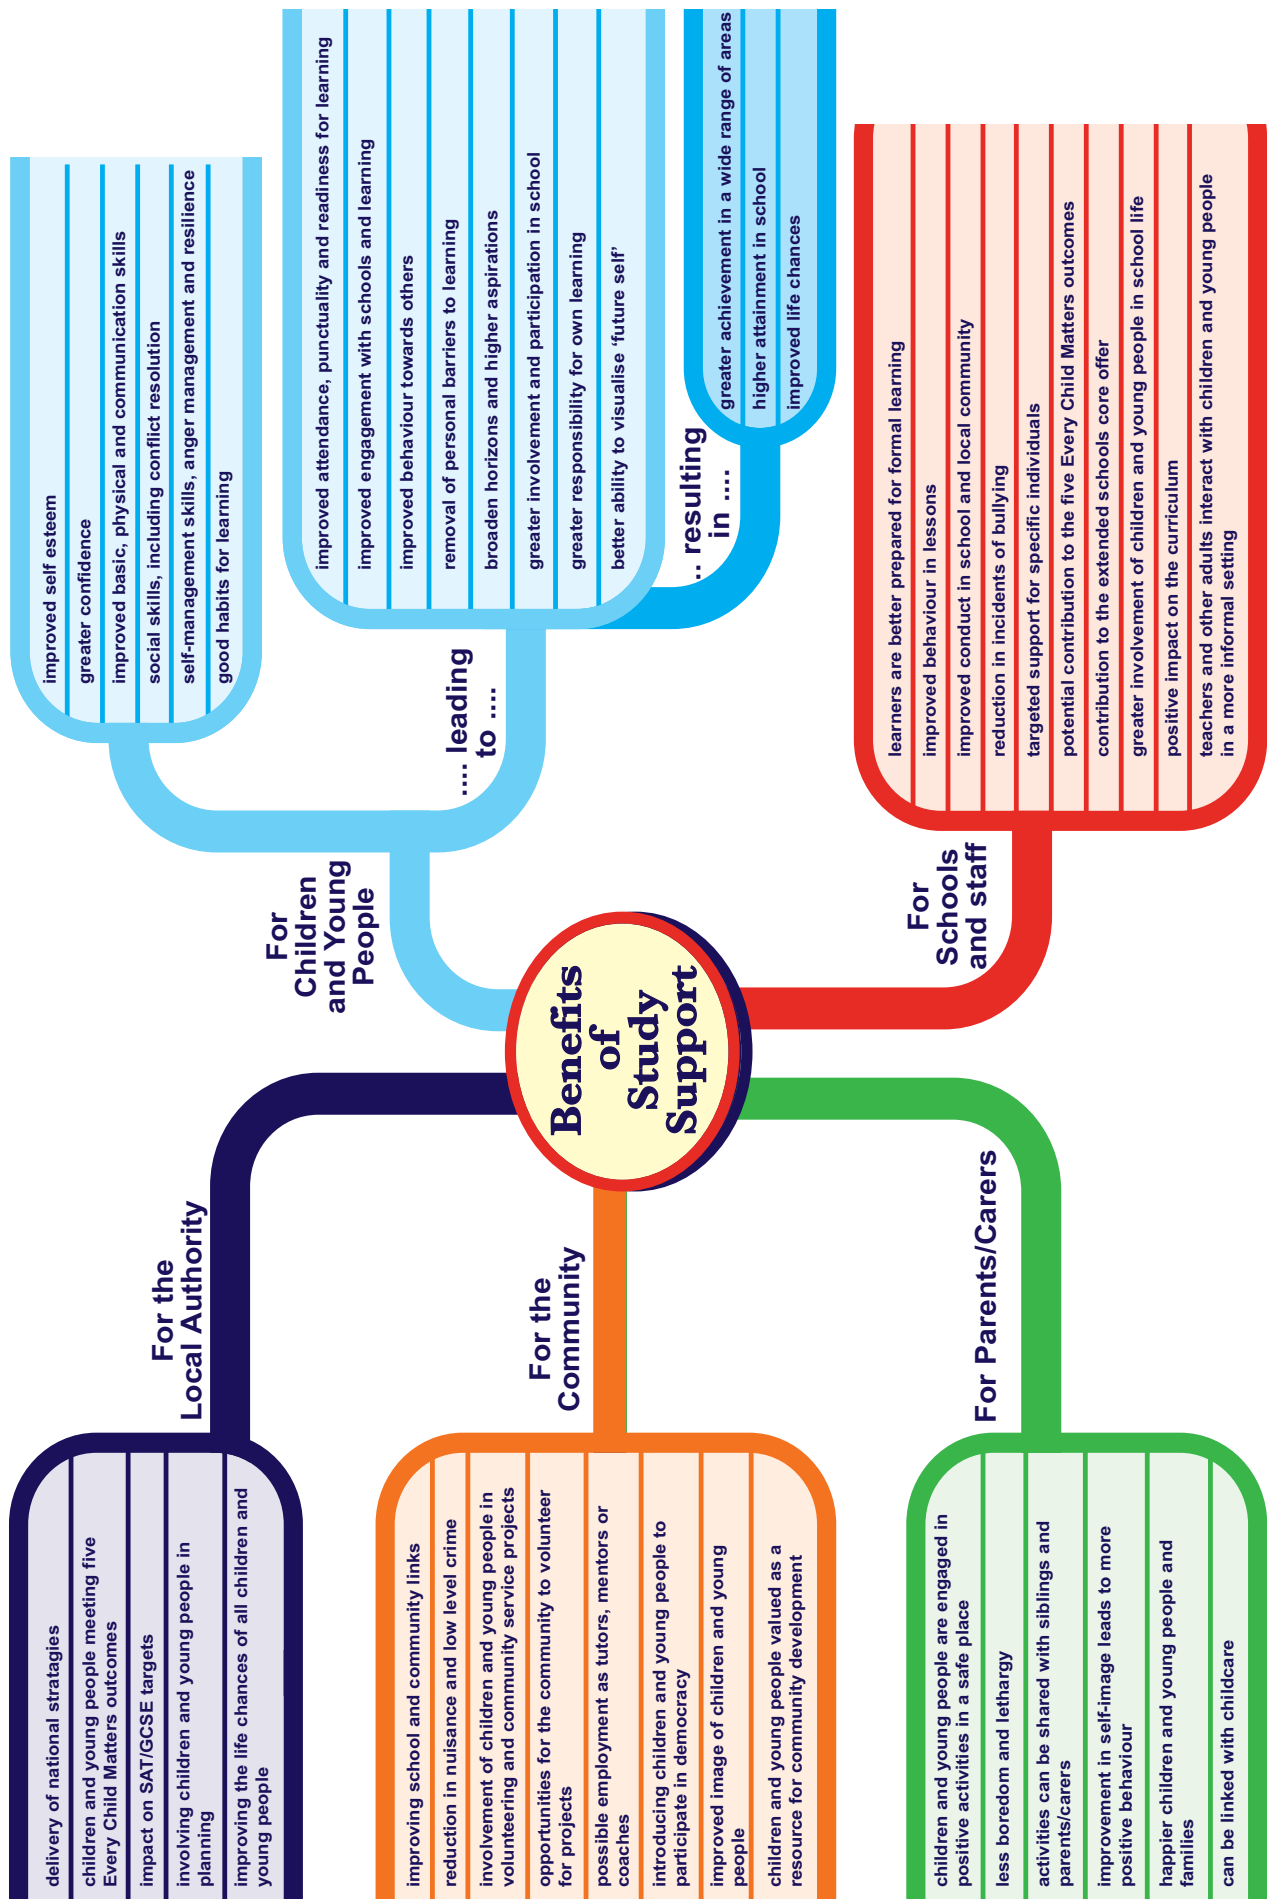 Benefits
of
Study
Support
For the
Local Authority
delivery of national stratagies
children and young people meeting five
Every Child Matters outcomes
impact on SAT/GCSE targets
involving children and young people in
planning
improving the life chances of all children and
young people
For the
Community
improving school and community links
reduction in nuisance and low level crime
involvement of children and young people in
volunteering and community service projects
opportunities for the community to volunteer
for projects
possible employment as tutors, mentors or
coaches
introducing children and young people to
participate in democracy
improved image of children and young
people
children and young people valued as a
resource for community development
For Parents/Carers
children and young people are engaged in
positive activities in a safe place
less boredom and lethargy
activities can be shared with siblings and
parents/carers
improvement in self-image leads to more
positive behaviour
happier children and young people and
families
can be linked with childcare
For
Children
and Young
People
improved self esteem
greater confidence
improved basic, physical and communication skills
social skills, including conflict resolution
self-management skills, anger management and resilience
good habits for learning
.... leading
to ....
improved attendance, punctuality and readiness for learning
improved engagement with schools and learning
improved behaviour towards others
removal of personal barriers to learning
broaden horizons and higher aspirations
greater involvement and participation in school
greater responsibility for own learning
better ability to visualise ‘future self’
.. resulting
in ....
greater achievement in a wide range of areas
higher attainment in school
improved life chances
For
Schools
and staff
learners are better prepared for formal learning
improved behaviour in lessons
improved conduct in school and local community
reduction in incidents of bullying
targeted support for specific individuals
potential contribution to the five Every Child Matters outcomes
contribution to the extended schools core offer
greater involvement of children and young people in school life
positive impact on the curriculum
teachers and other adults interact with children and young people
in a more informal setting